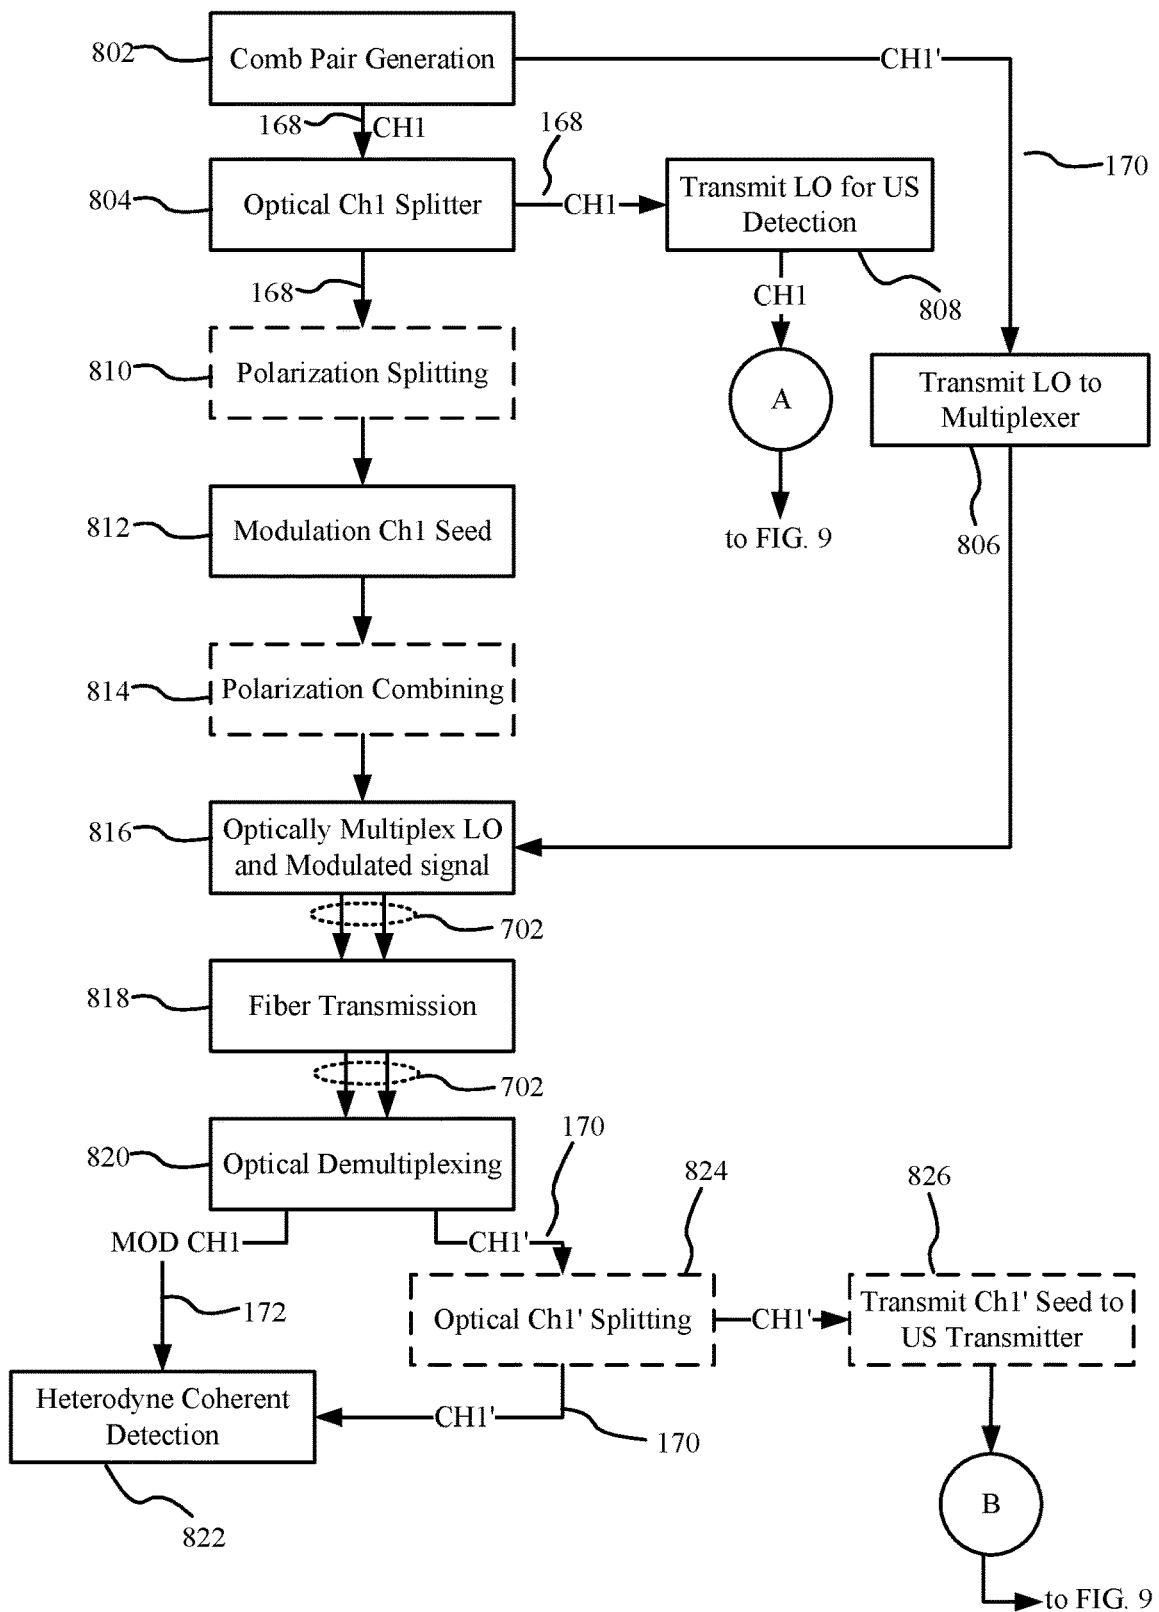 802
Comb Pair Generation
CH1'
168
CH1
168
170
804
Optical Ch1 Splitter
CH1
Transmit LO for US
Detection
168
CH1
808
810
Polarization Splitting
A
Transmit LO to
Multiplexer
812
Modulation Ch1 Seed
to FIG. 9
806
814
Polarization Combining
816
Optically Multiplex LO
and Modulated signal
702
818
Fiber Transmission
702
820
Optical Demultiplexing
170
824
826
MOD CH1
CH1'
172
Optical Ch1' Splitting
CH1'
Transmit Ch1' Seed to
US Transmitter
Heterodyne Coherent
Detection
CH1'
170
822
B
to FIG. 9